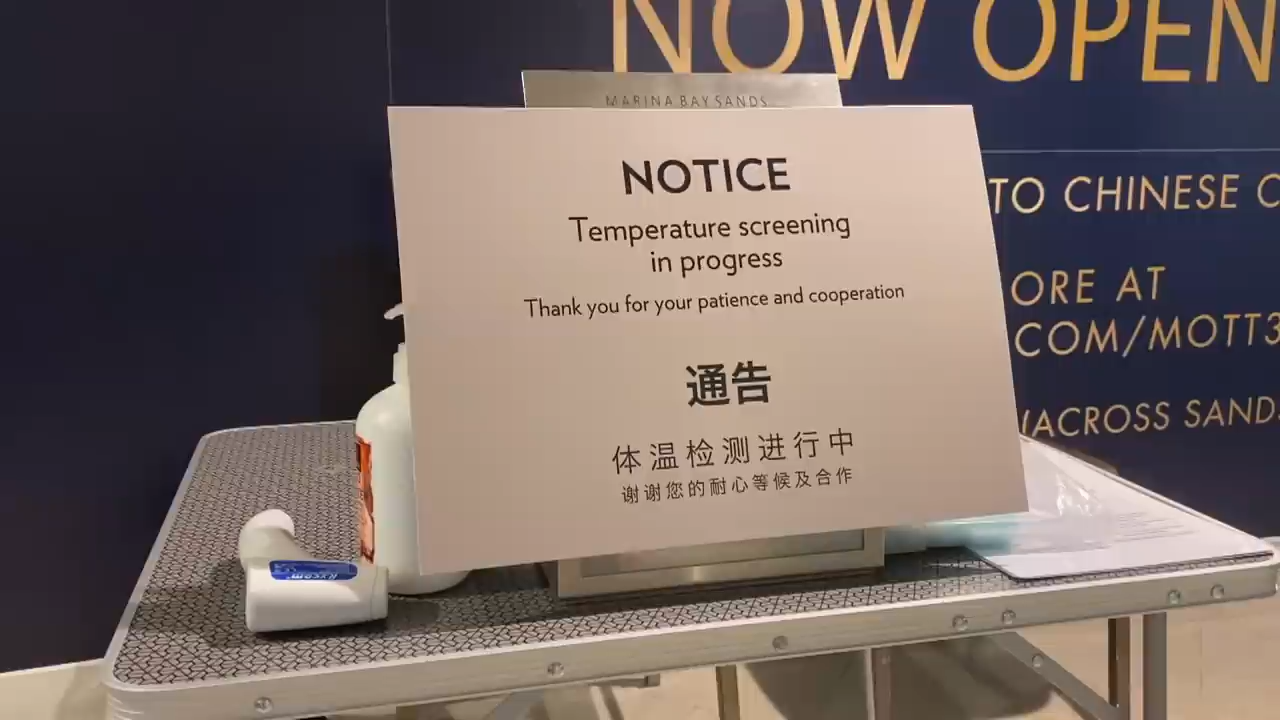 NOW OPEN
MARINA BAY SANDS
NOTICE
Temperature screening
in progress
Thank you for your patience and cooperation
通告
体温检测进行中
谢谢您的耐心等候及合作
TO CHINESE
ORE AT
COM/MOTT3
ACROSS SANDS
Rycom